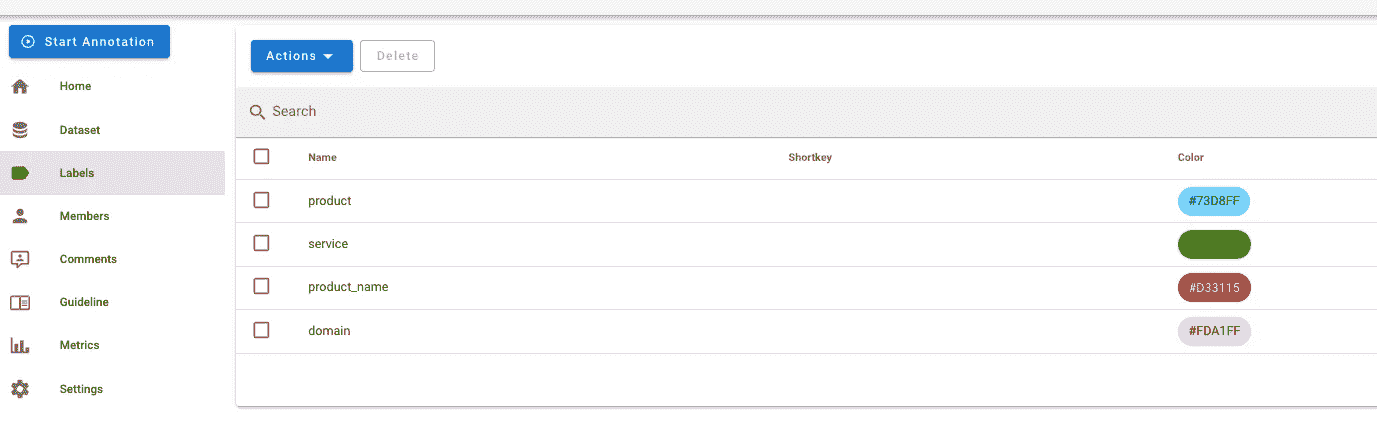 Start Annotation
Home
Dataset
Labels
Members
Comments
Guideline
Metrics
Settings
Actions Delete
Search
Name Shortkey Color
product #73D8FF
service
product_name #D33115
domain #FDA1FF